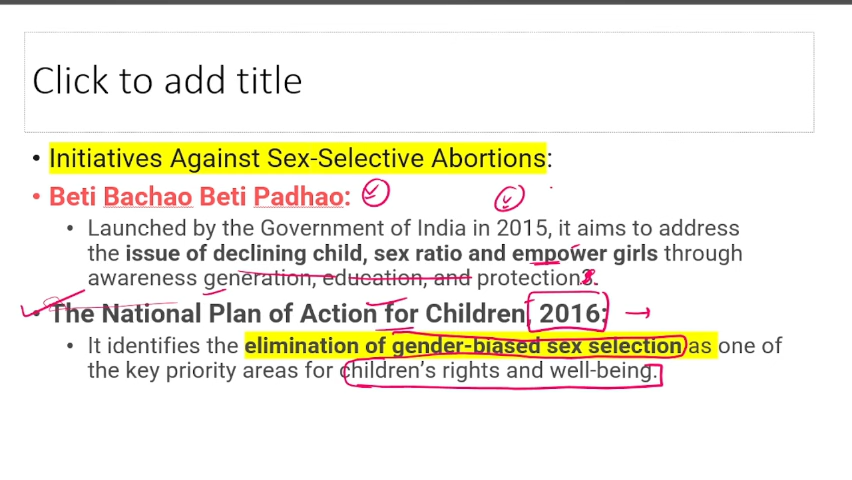 Click to add title
• Initiatives Against Sex-Selective Abortions:
• Beti Bachao Beti Padhao:
• Launched by the Government of India in 2015, it aims to address
the issue of declining child, sex ratio and empower girls through
awareness generation, education, and protection.
• The National Plan of Action for Children, 2016:
• It identifies the elimination of gender-biased sex selection as one of
the key priority areas for children’s rights and well-being.